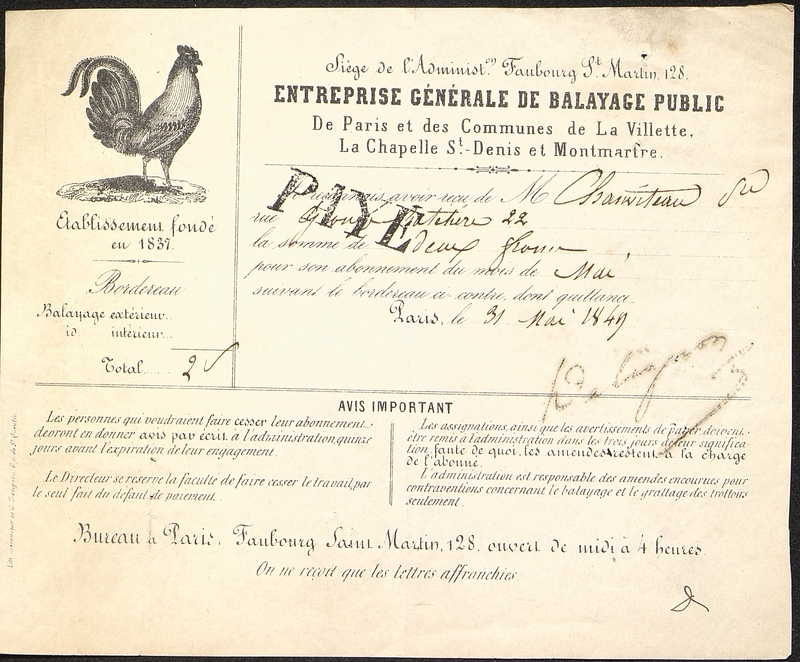 Siège de l'Administ.on Faubourg St Martin, 128.
ENTREPRISE GÉNÉRALE DE BALAYAGE PUBLIC
De Paris et des Communes de La Villette,
La Chapelle St-Denis et Montmartre.
Etablissement fondé
en 1837.
Bordereau
Balayage extérieur..
id. intérieur...
Total....... 2f
PAYÉ
Je reconnais avoir reçu de M
rue 22
la somme de deux francs
pour son abonnement du mois de Mai
suivant le bordereau ci-contre, dont quittance.
Paris, le 31 Mai 1849
AVIS IMPORTANT
Les personnes qui voudraient faire cesser leur abonnement,
devront en donner avis par écrit à l'administration quinze
jours avant l'expiration de leur engagement.
Le Directeur se réserve la faculté de faire cesser le travail, par
le seul fait du défaut de paiement.
Les assignations, ainsi que les avertissements de payer doivent
être remis à l'administration dans les trois jours de leur significa-
tion, faute de quoi, les amendes restent à la charge
de l'abonné.
L'administration est responsable des amendes encourues pour
contraventions concernant le balayage et le grattage des trottoirs
seulement.
Bureau à Paris, Faubourg Saint Martin, 128, ouvert de midi à 4 heures.
On ne reçoit que les lettres affranchies.